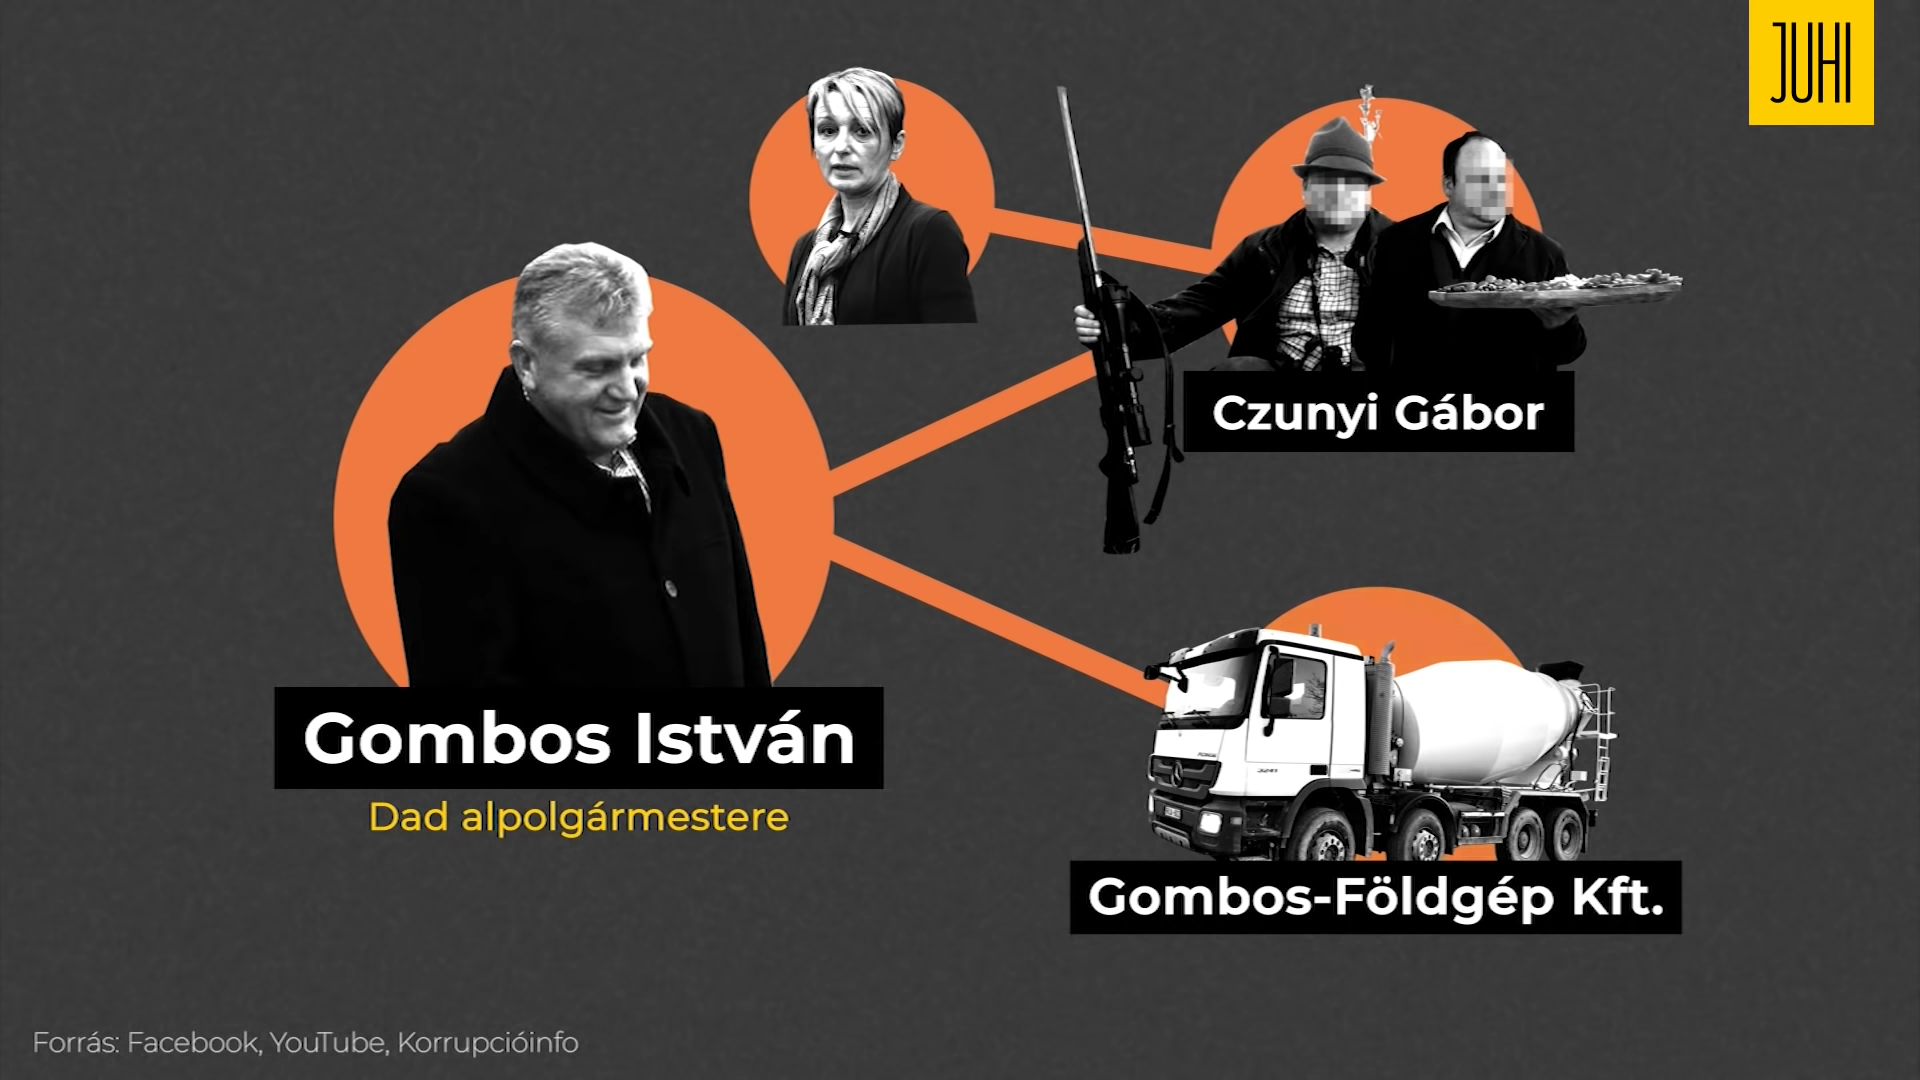 JUHI
Czunyi Gábor
Gombos István
Dad alpolgármestere
Gombos-Földgép Kft.
Forrás: Facebook, YouTube, Korrupcióinfo